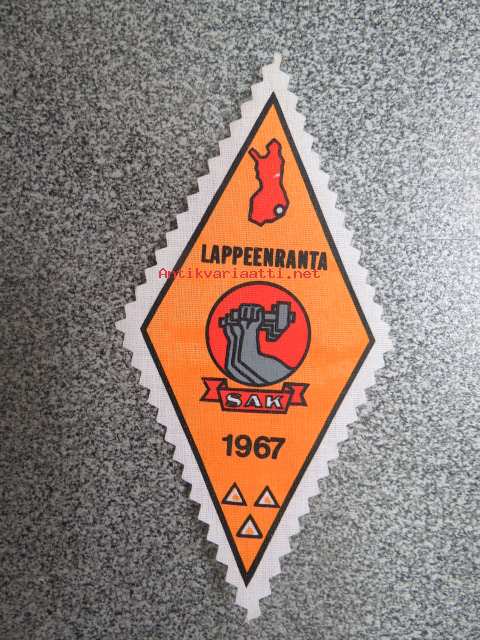 LAPPEENRANTA
Antikvariaatti.net
SAK
1967